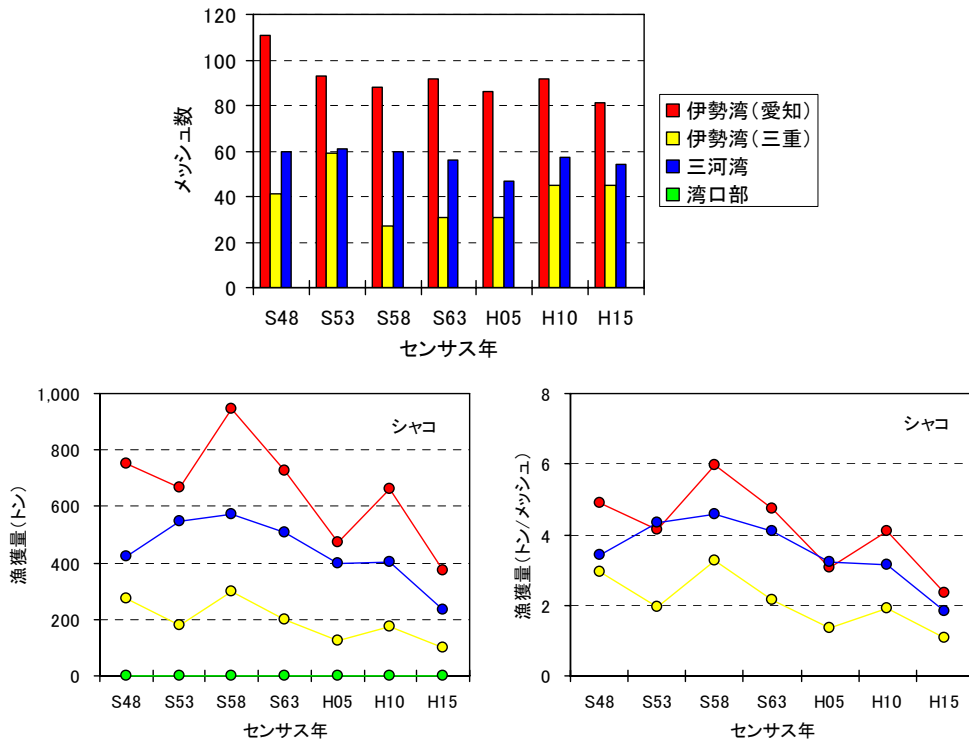 120
100
80
60
40
20
0
メッシュ数
S48 S53 S58 S63 H05 H10 H15
センサス年
伊勢湾（愛知）
伊勢湾（三重）
三河湾
湾口部
1,000
800
600
400
200
0
漁獲量（トン）
シャコ
S48 S53 S58 S63 H05 H10 H15
センサス年
8
6
4
2
0
漁獲量（トン/メッシュ）
シャコ
S48 S53 S58 S63 H05 H10 H15
センサス年